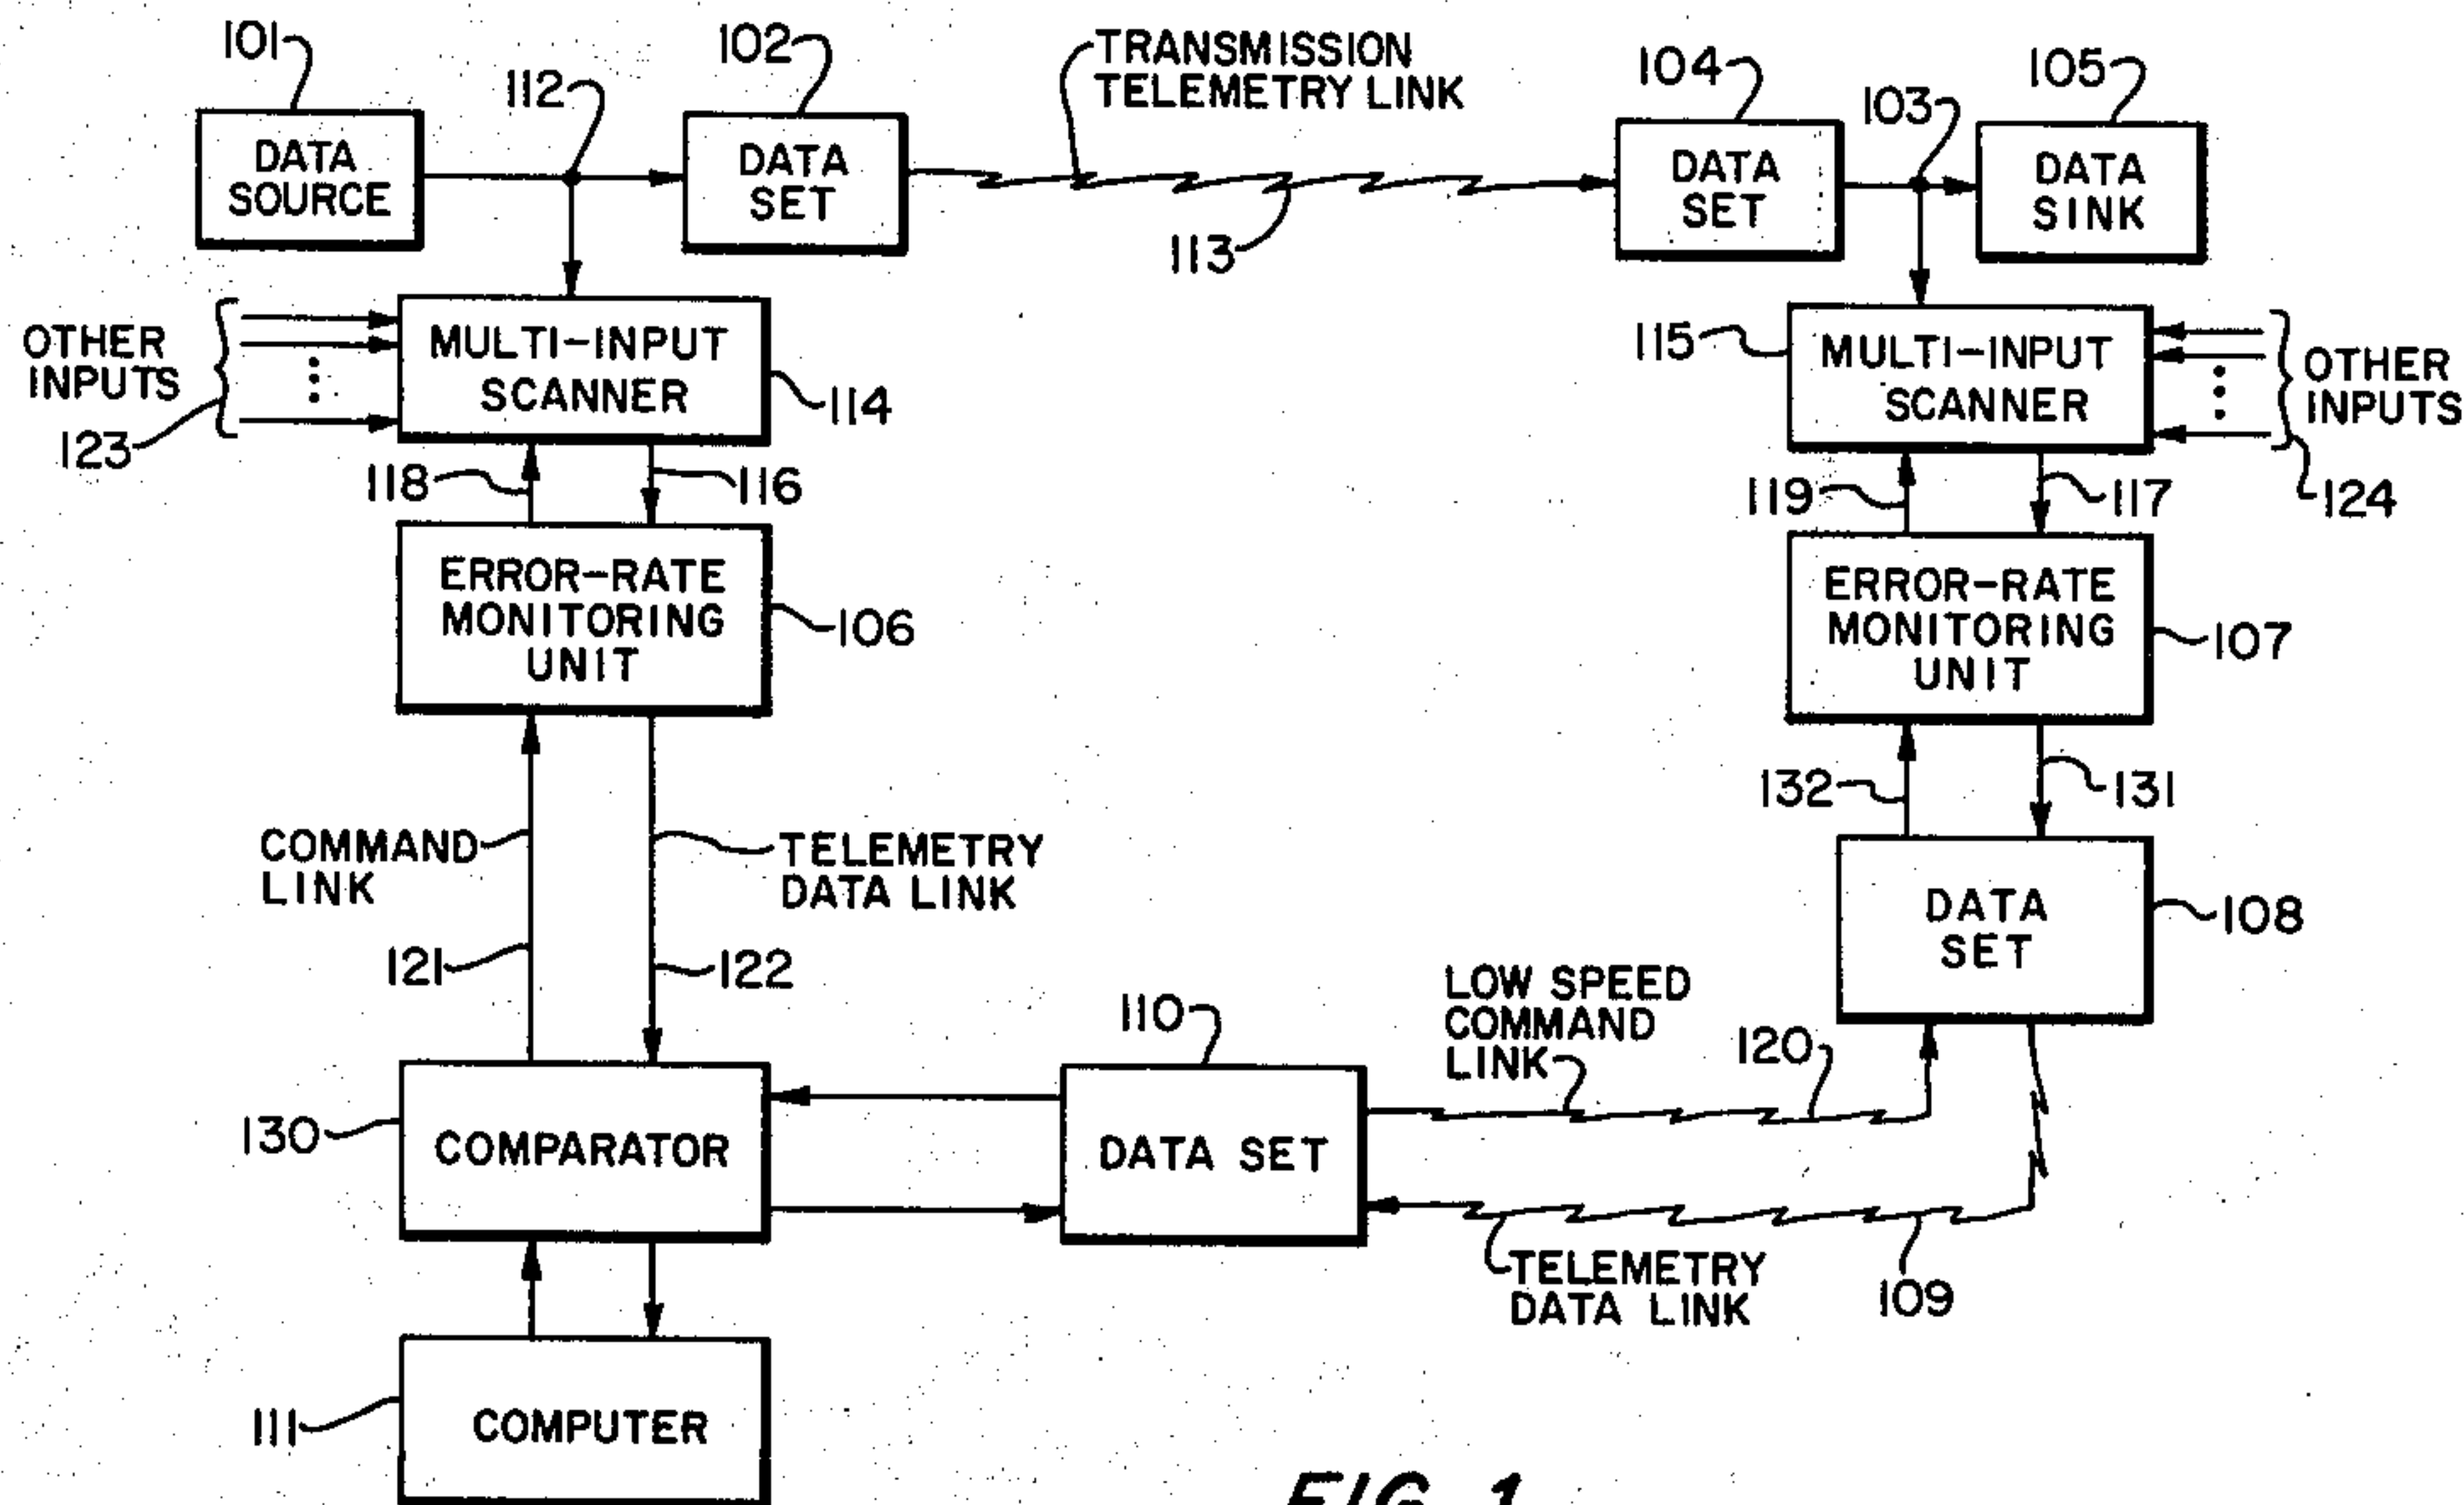 101
102
TRANSMISSION
TELEMETRY LINK
104
103
105
112
DATA
SOURCE
DATA
SET
113
DATA
SET
DATA
SINK
OTHER
INPUTS
123
MULTI-INPUT
SCANNER
114
115
MULTI-INPUT
SCANNER
OTHER
INPUTS
124
118
116
119
117
ERROR-RATE
MONITORING
UNIT
106
ERROR-RATE
MONITORING
UNIT
107
132
131
COMMAND
LINK
TELEMETRY
DATA LINK
DATA
SET
108
121
122
110
LOW SPEED
COMMAND
LINK
120
130
COMPARATOR
DATA SET
TELEMETRY
DATA LINK
109
111
COMPUTER
FIG. 1